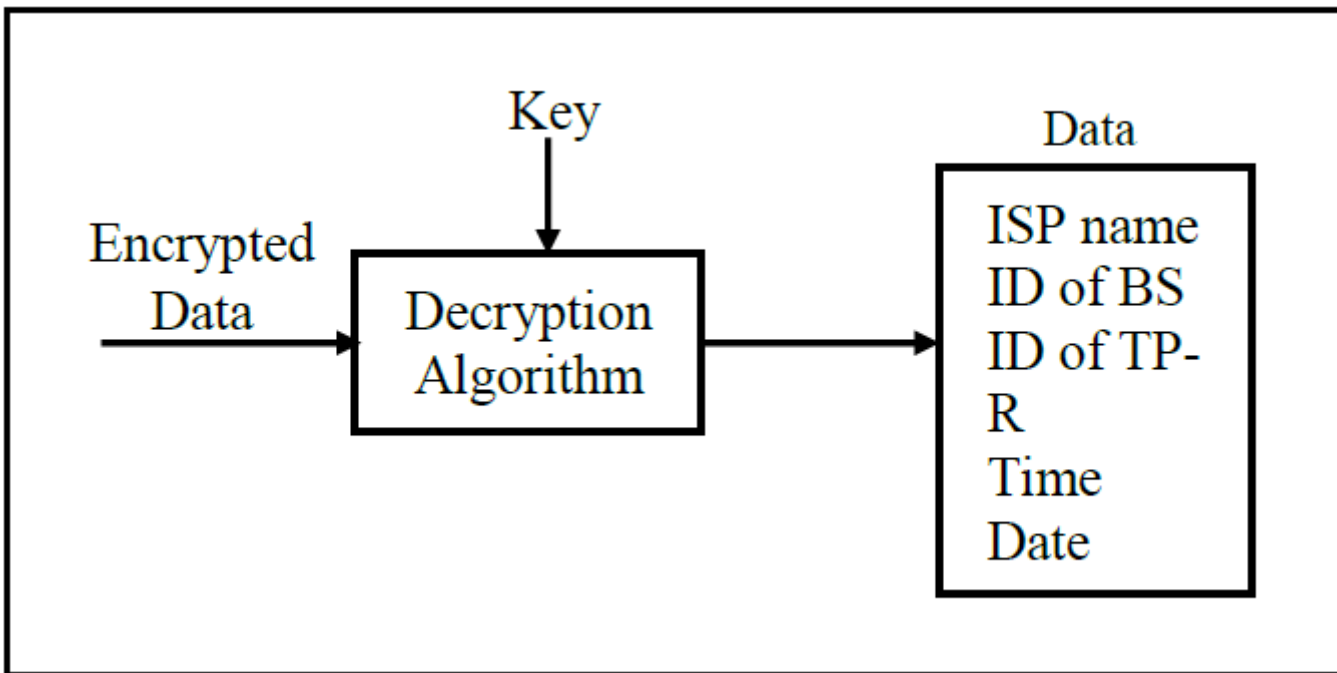 Key
Encrypted
Data
Decryption
Algorithm
Data
ISP name
ID of BS
ID of TP-
R
Time
Date